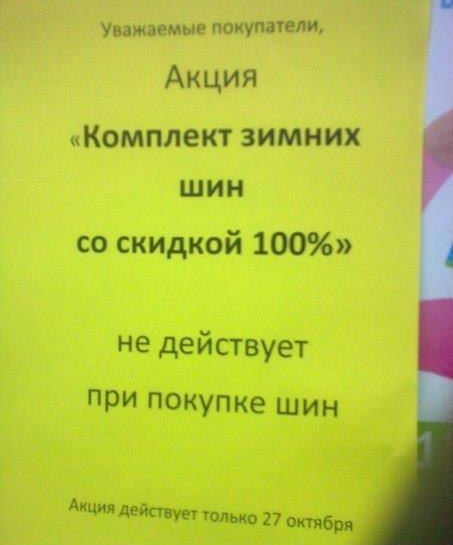 Уважаемые покупатели,
Акция
«Комплект зимних
шин
со скидкой 100%»
не действует
при покупке шин
Акция действует только 27 октября